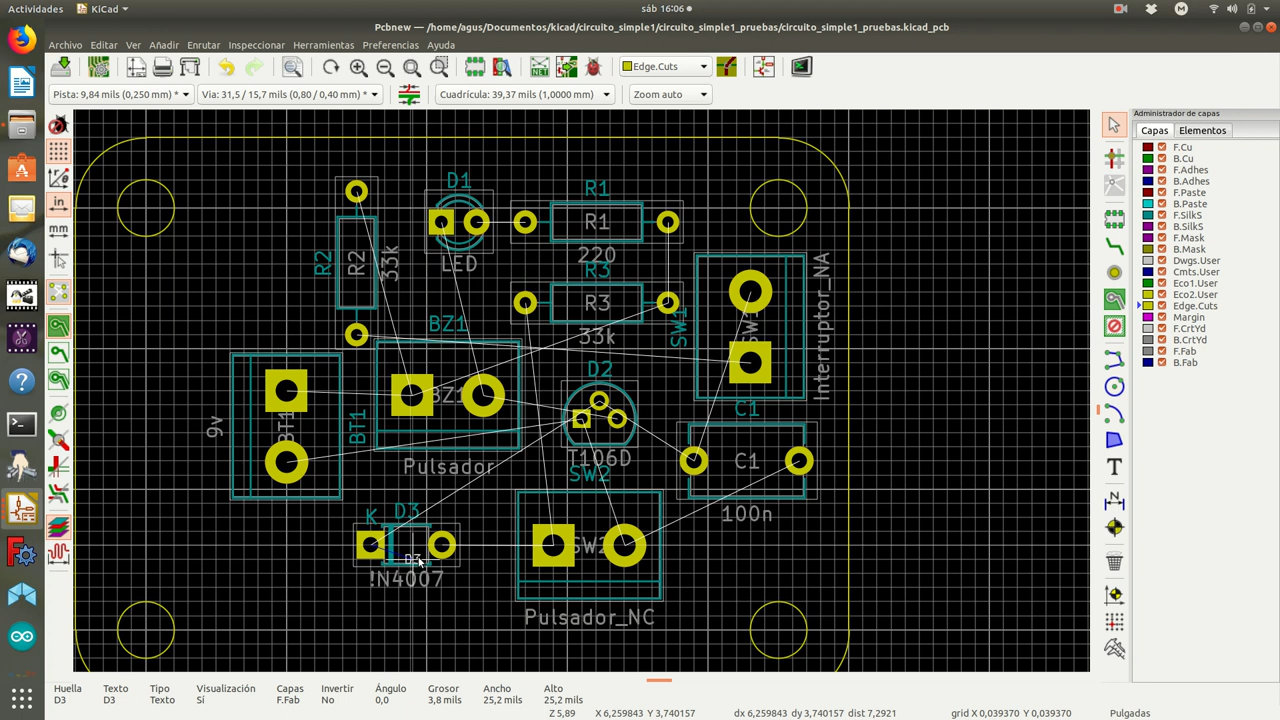 Actividades KiCad sáb 16:06
Pcbnew — /home/agus/Documentos/kicad/circuito_simple1/circuito_simple1_pruebas/circuito_simple1_pruebas.kicad_pcb
Archivo Editar Ver Añadir Enrutar Inspeccionar Herramientas Preferencias Ayuda
NET Edge.Cuts
Pista: 9,84 mils (0,250 mm) * Via: 31,5 / 15,7 mils (0,80 / 0,40 mm) * Cuadrícula: 39,37 mils (1,0000 mm) Zoom auto
Administrador de capas
Capas Elementos
F.Cu
B.Cu
F.Adhes
B.Adhes
F.Paste
B.Paste
F.SilkS
B.SilkS
F.Mask
B.Mask
Dwgs.User
Cmts.User
Eco1.User
Eco2.User
Edge.Cuts
Margin
F.CrtYd
B.CrtYd
F.Fab
B.Fab
in
mm
D1
LED
R1
R1
220
R2
R2
33k
R3
R3
33k
SW1
SW1
Interruptor_NA
BZ1
BZ1
Pulsador
9v
BT1
BT1
D2
T106D
C1
C1
100n
SW2
SW2
Pulsador_NC
K D3
D3
!N4007
T
Huella Texto Tipo Visualización Capas Invertir Ángulo Grosor Ancho Alto
D3 D3 Texto Sí F.Fab No 0,0 3,8 mils 25,2 mils 25,2 mils
Z 5,89 X 6,259843 Y 3,740157 dx 6,259843 dy 3,740157 dist 7,2921 grid X 0,039370 Y 0,039370 Pulgadas